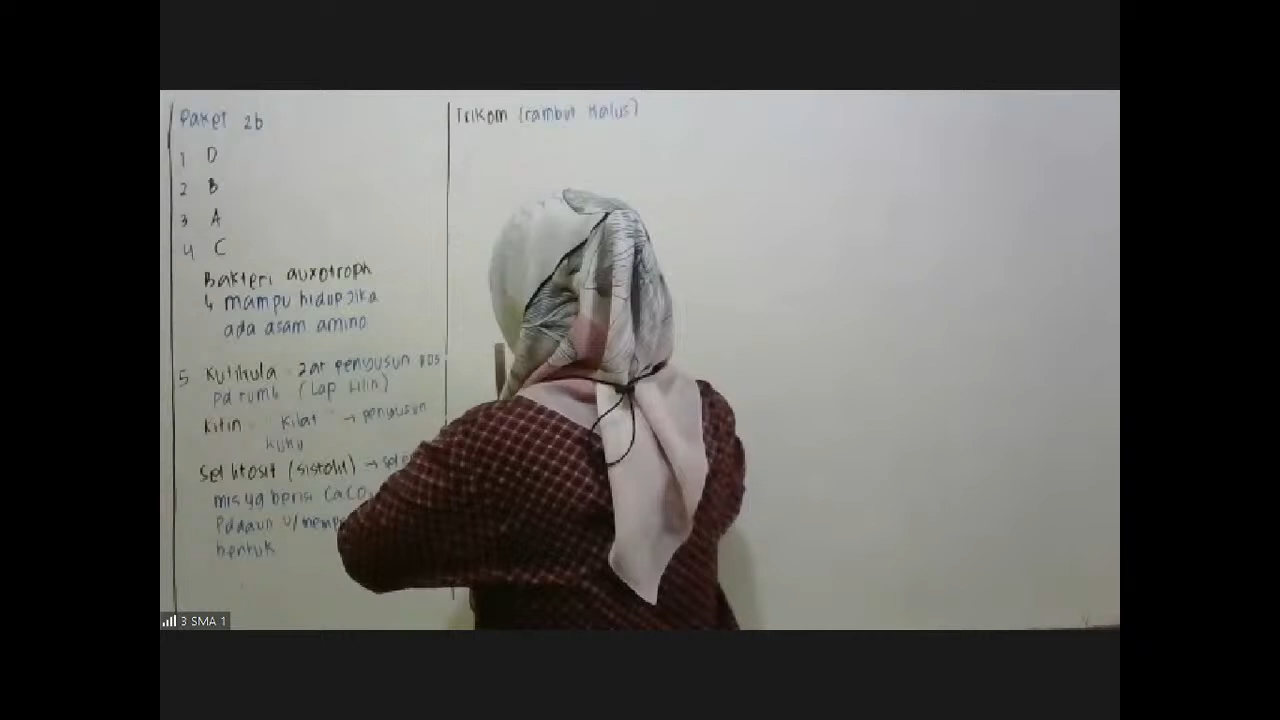 Paket 2b
1 D
2 B
3 A
4 C
Bakteri auxotroph
↳ mampu hidup jika
ada asam amino
5 Kutikula zat penyusun
pd tumb (Lap lilin)
Kitin → penyusun
kuku
Sel litosit (sistolit) →
mis yg berisi CaCO
Pd daun u/
bentuk
Trikom (rambut Halus)
3 SMA 1